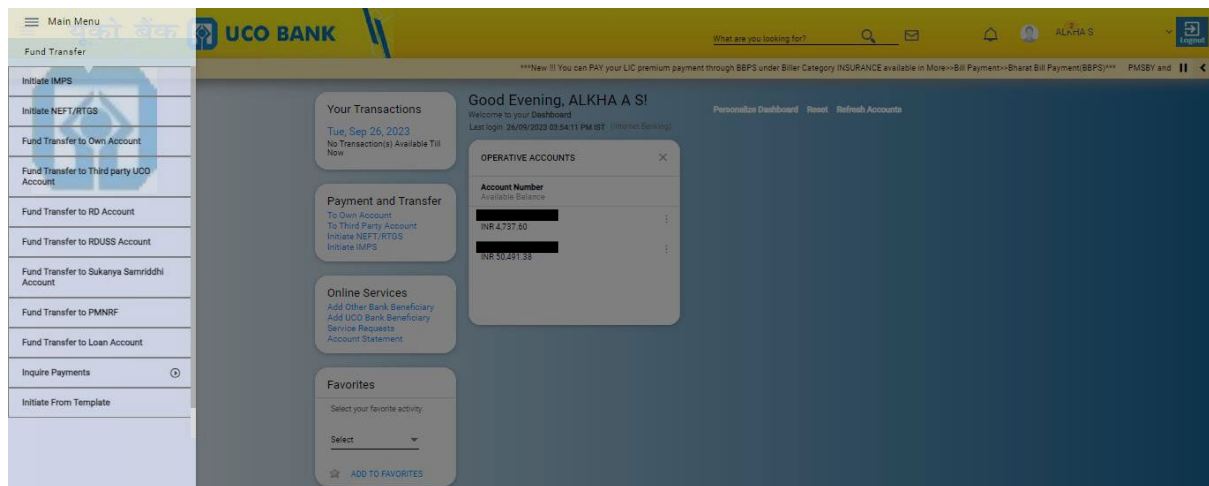 Main Menu
यूको बैंक UCO BANK
What are you looking for?
ALKHA S
Logout
Fund Transfer
***New !!! You can PAY your LIC premium payment through BBPS under Biller Category INSURANCE available in More>>Bill Payment>>Bharat Bill Payment(BBPS)*** PMSBY and
Initiate IMPS
Initiate NEFT/RTGS
Fund Transfer to Own Account
Fund Transfer to Third party UCO
Account
Fund Transfer to RD Account
Fund Transfer to RDUSS Account
Fund Transfer to Sukanya Samriddhi
Account
Fund Transfer to PMNRF
Fund Transfer to Loan Account
Inquire Payments
Initiate From Template
Your Transactions
Tue, Sep 26, 2023
No Transaction(s) Available Till
Now
Payment and Transfer
To Own Account
To Third Party Account
Initiate NEFT/RTGS
Initiate IMPS
Online Services
Add Other Bank Beneficiary
Add UCO Bank Beneficiary
Service Requests
Account Statement
Favorites
Select your favorite activity
Select
ADD TO FAVORITES
Good Evening, ALKHA A S!
Welcome to your Dashboard
Last login 26/09/2023 03:54:11 PM IST (Internet Banking)
Personalize Dashboard Reset Refresh Accounts
OPERATIVE ACCOUNTS
Account Number
Available Balance
INR 4,737.60
INR 50,491.38